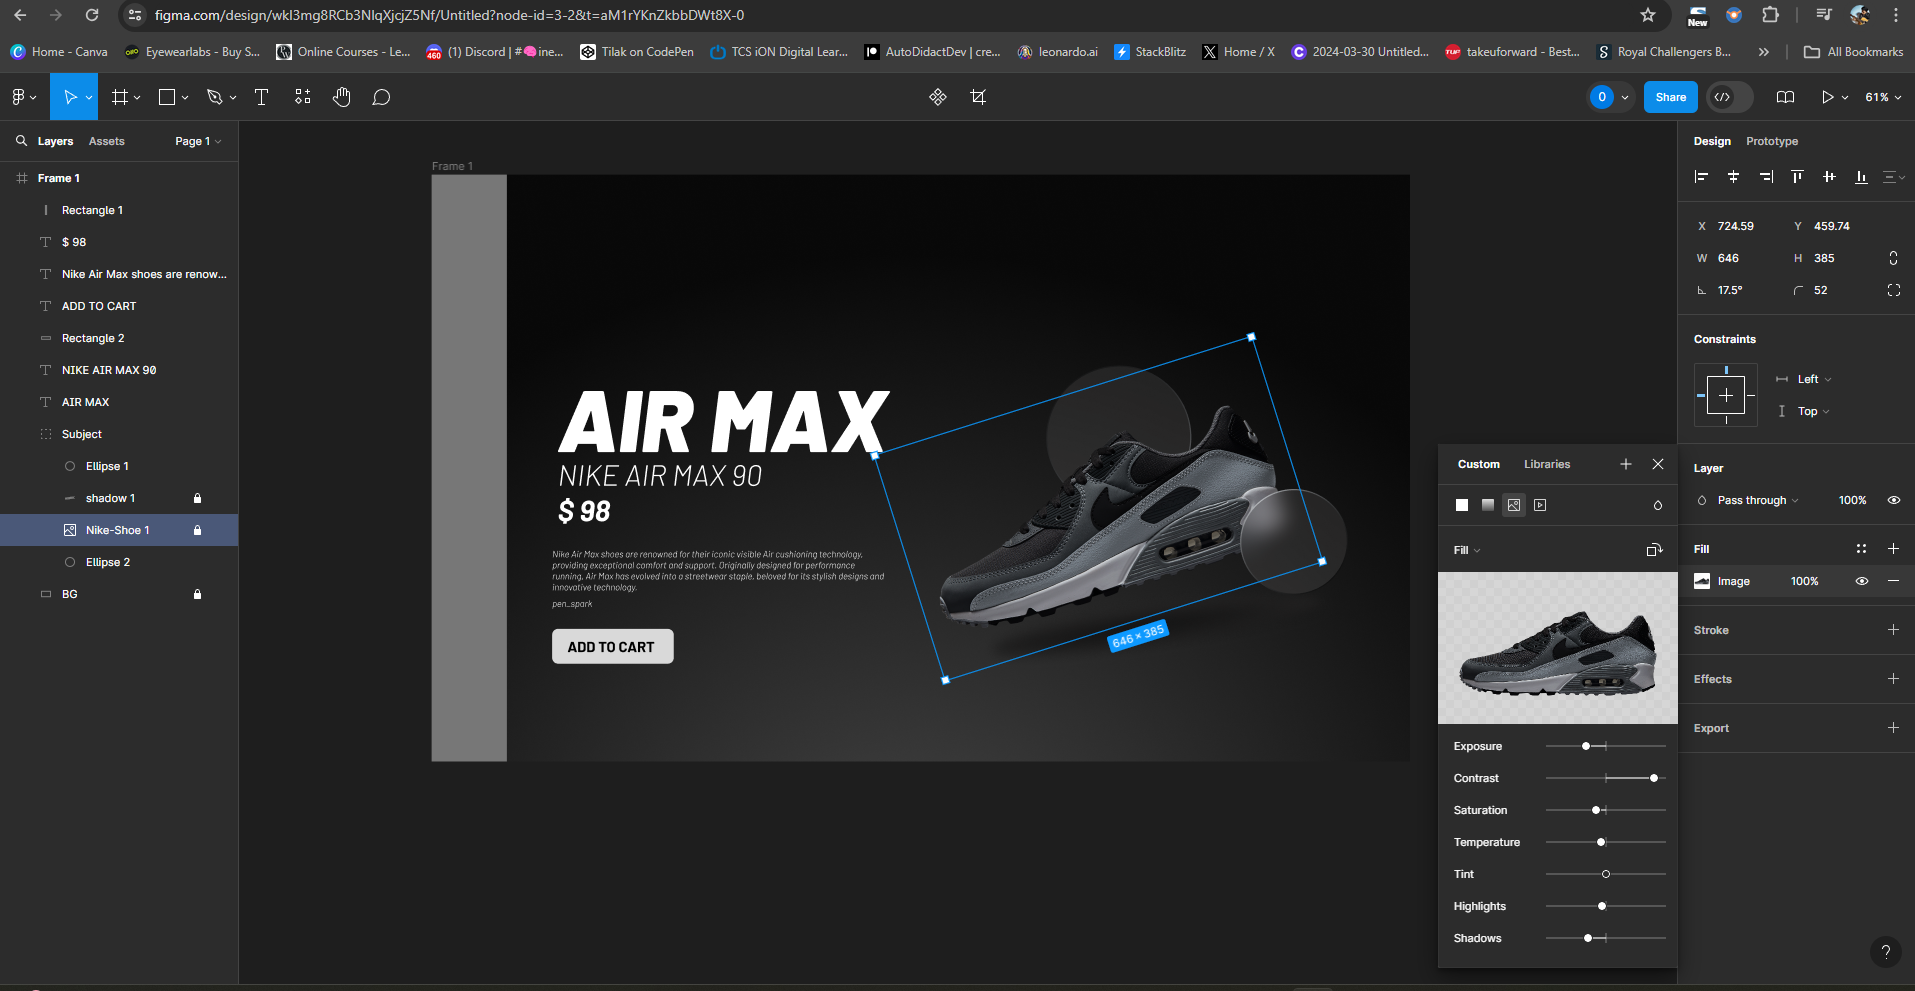 figma.com/design/wkl3mg8RCb3NlqXjcjZ5Nf/Untitled?node-id=3-2&t=aM1rYKnZkbbDWt8X-0
New
Home - Canva
Eyewearlabs - Buy S...
Online Courses - Le...
460
(1) Discord | #🧠ine...
Tilak on CodePen
TCS iON Digital Lear...
AutoDidactDev | cre...
leonardo.ai
StackBlitz
Home / X
2024-03-30 Untitled...
takeuforward - Best...
Royal Challengers B...
All Bookmarks
0
Share
61%
Layers
Assets
Page 1
Frame 1
Rectangle 1
$ 98
Nike Air Max shoes are renow...
ADD TO CART
Rectangle 2
NIKE AIR MAX 90
AIR MAX
Subject
Ellipse 1
shadow 1
Nike-Shoe 1
Ellipse 2
BG
Frame 1
AIR MAX
NIKE AIR MAX 90
$ 98
Nike Air Max shoes are renowned for their iconic visible Air cushioning technology,
providing exceptional comfort and support. Originally designed for performance
running, Air Max has evolved into a streetwear staple, beloved for its stylish designs and
innovative technology.
pen_spark
ADD TO CART
646 × 385
Custom
Libraries
Fill
Exposure
Contrast
Saturation
Temperature
Tint
Highlights
Shadows
Design
Prototype
X 724.59 Y 459.74
W 646 H 385
17.5° 52
Constraints
Left
Top
Layer
Pass through 100%
Fill
Image 100%
Stroke
Effects
Export
?